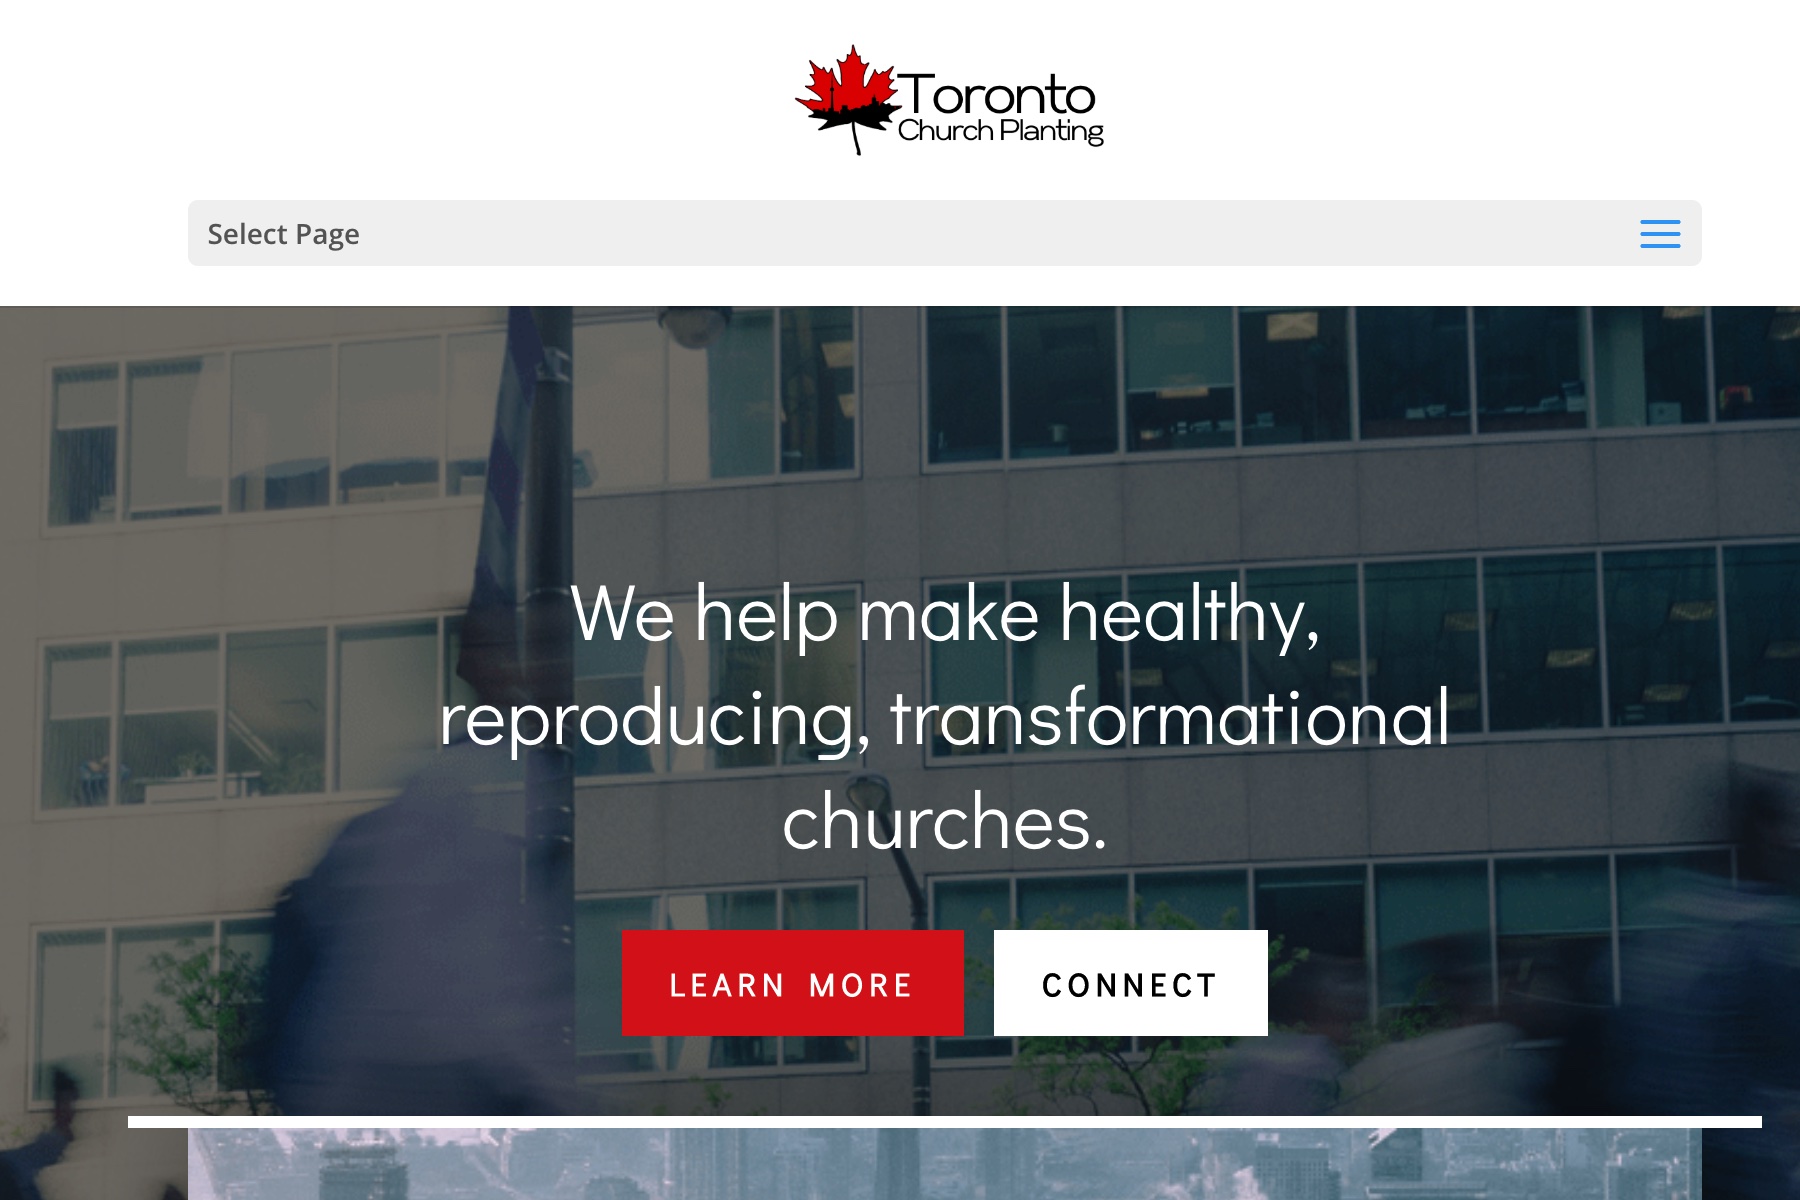 Toronto
Church Planting
Select Page
We help make healthy,
reproducing, transformational
churches.
LEARN MORE
CONNECT